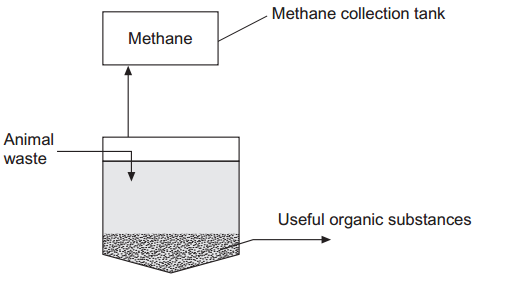 Methane collection tank
Methane
Animal
waste
Useful organic substances